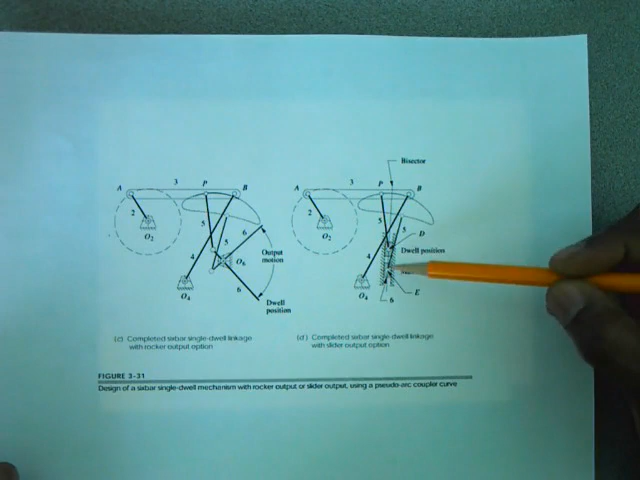 Bisector
A 3 P B
2
O2
5
4
5
6
O6
O4
6
Output
motion
Dwell
position
A 3 P B
2
O2
5
5
D
4
Dwell position
O4
E
6
(c) Completed sixbar single-dwell linkage
with rocker output option
(d) Completed sixbar single dwell linkage
with slider output option
FIGURE 3-31
Design of a sixbar single-dwell mechanism with rocker output or slider output, using a pseudo-arc coupler curve